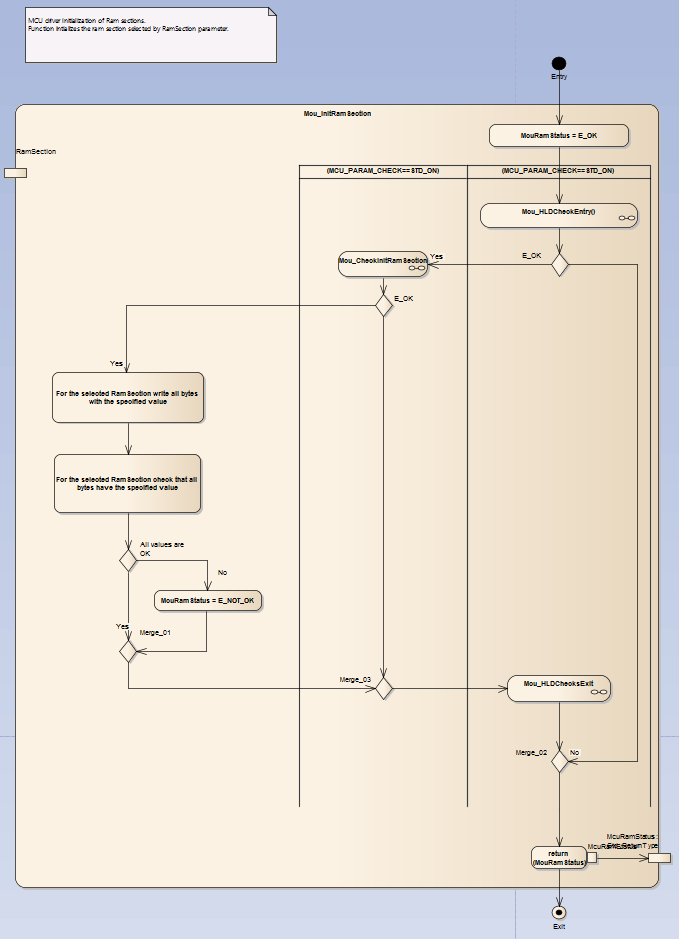 MCU driver initialization of Ram sections.
Function initializes the ram section selected by RamSection parameter.
Entry
Mcu_InitRamSection
McuRamStatus = E_OK
RamSection
(MCU_PARAM_CHECK==STD_ON)
(MCU_PARAM_CHECK==STD_ON)
Mcu_HLDCheckEntry()
Mcu_CheckInitRamSection
Yes
E_OK
E_OK
Yes
For the selected RamSection write all bytes
with the specified value
For the selected RamSection check that all
bytes have the specified value
All values are
OK
No
McuRamStatus = E_NOT_OK
Yes
Merge_01
Merge_03
Mcu_HLDChecksExit
Merge_02
No
McuRamStatus :
return
(McuRamStatus)
Exit